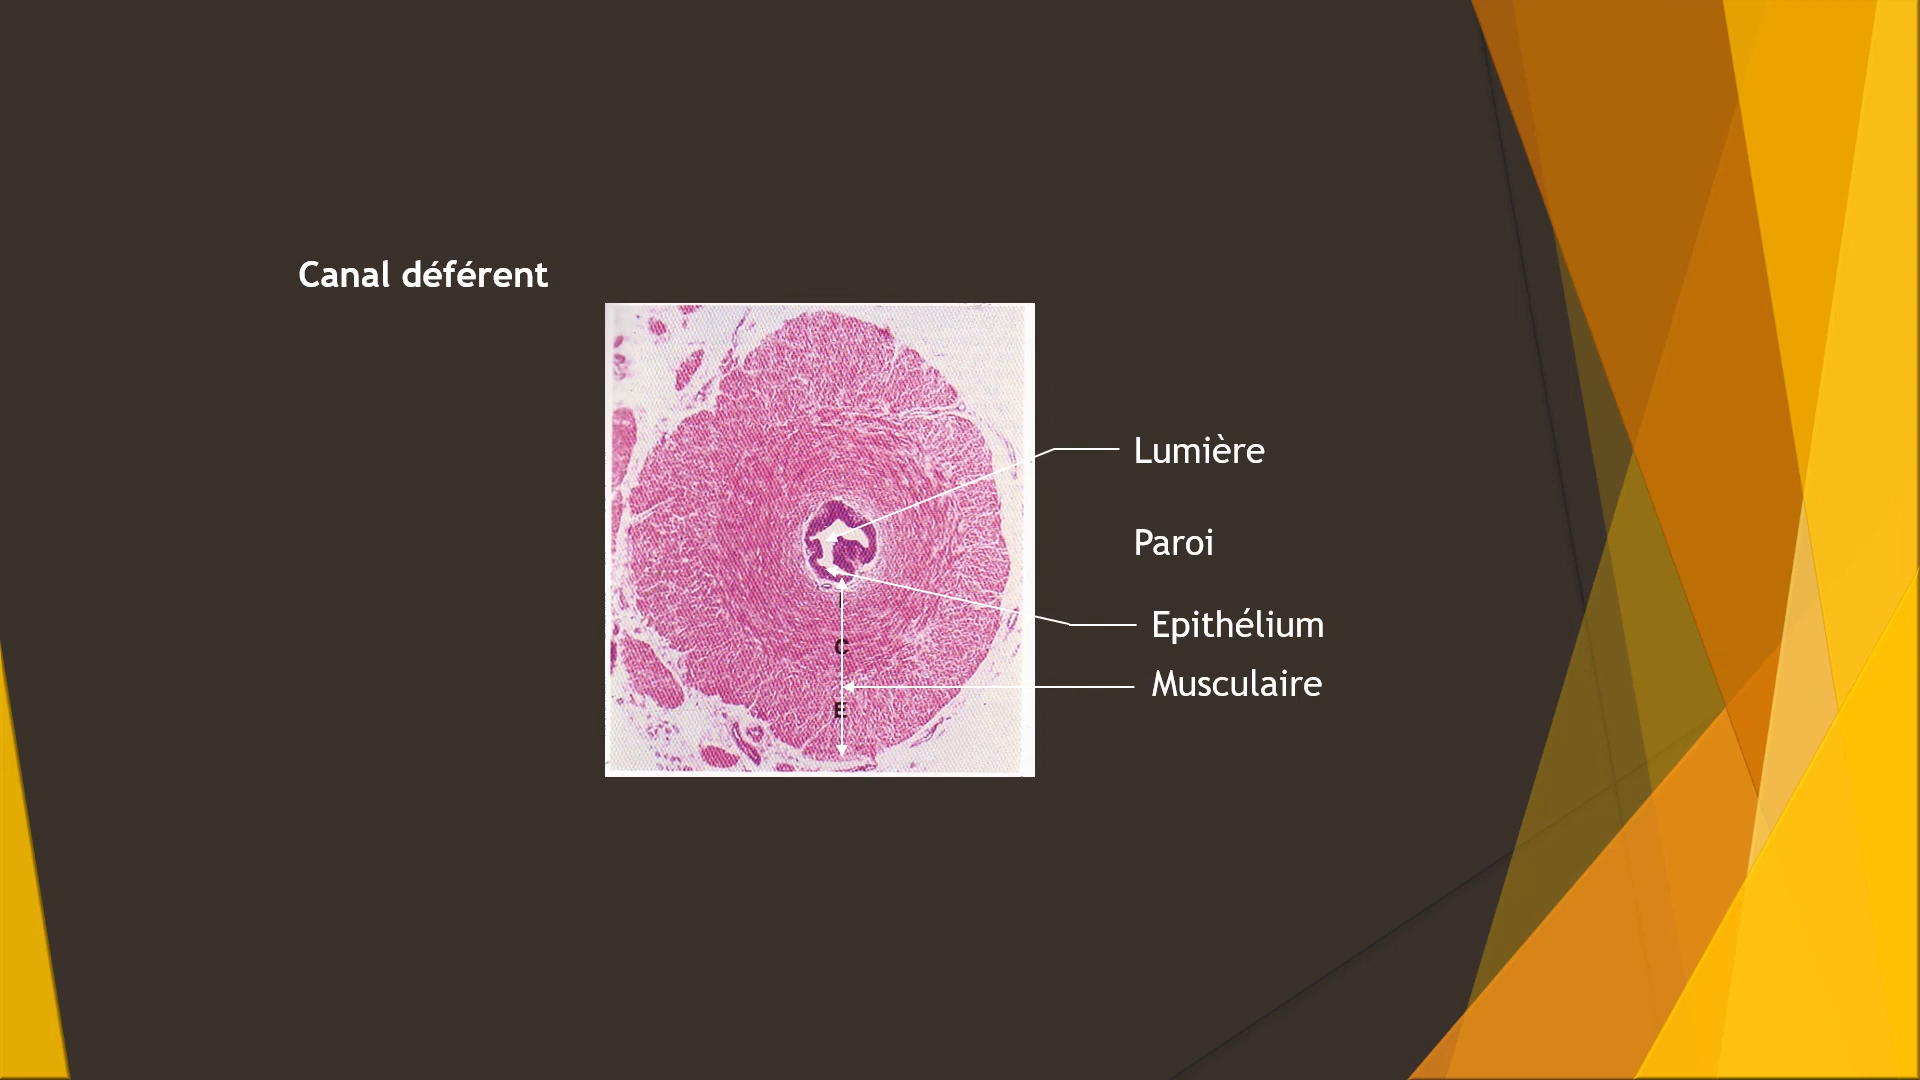 Canal déférent
Lumière
Paroi
Epithélium
C
Musculaire
E